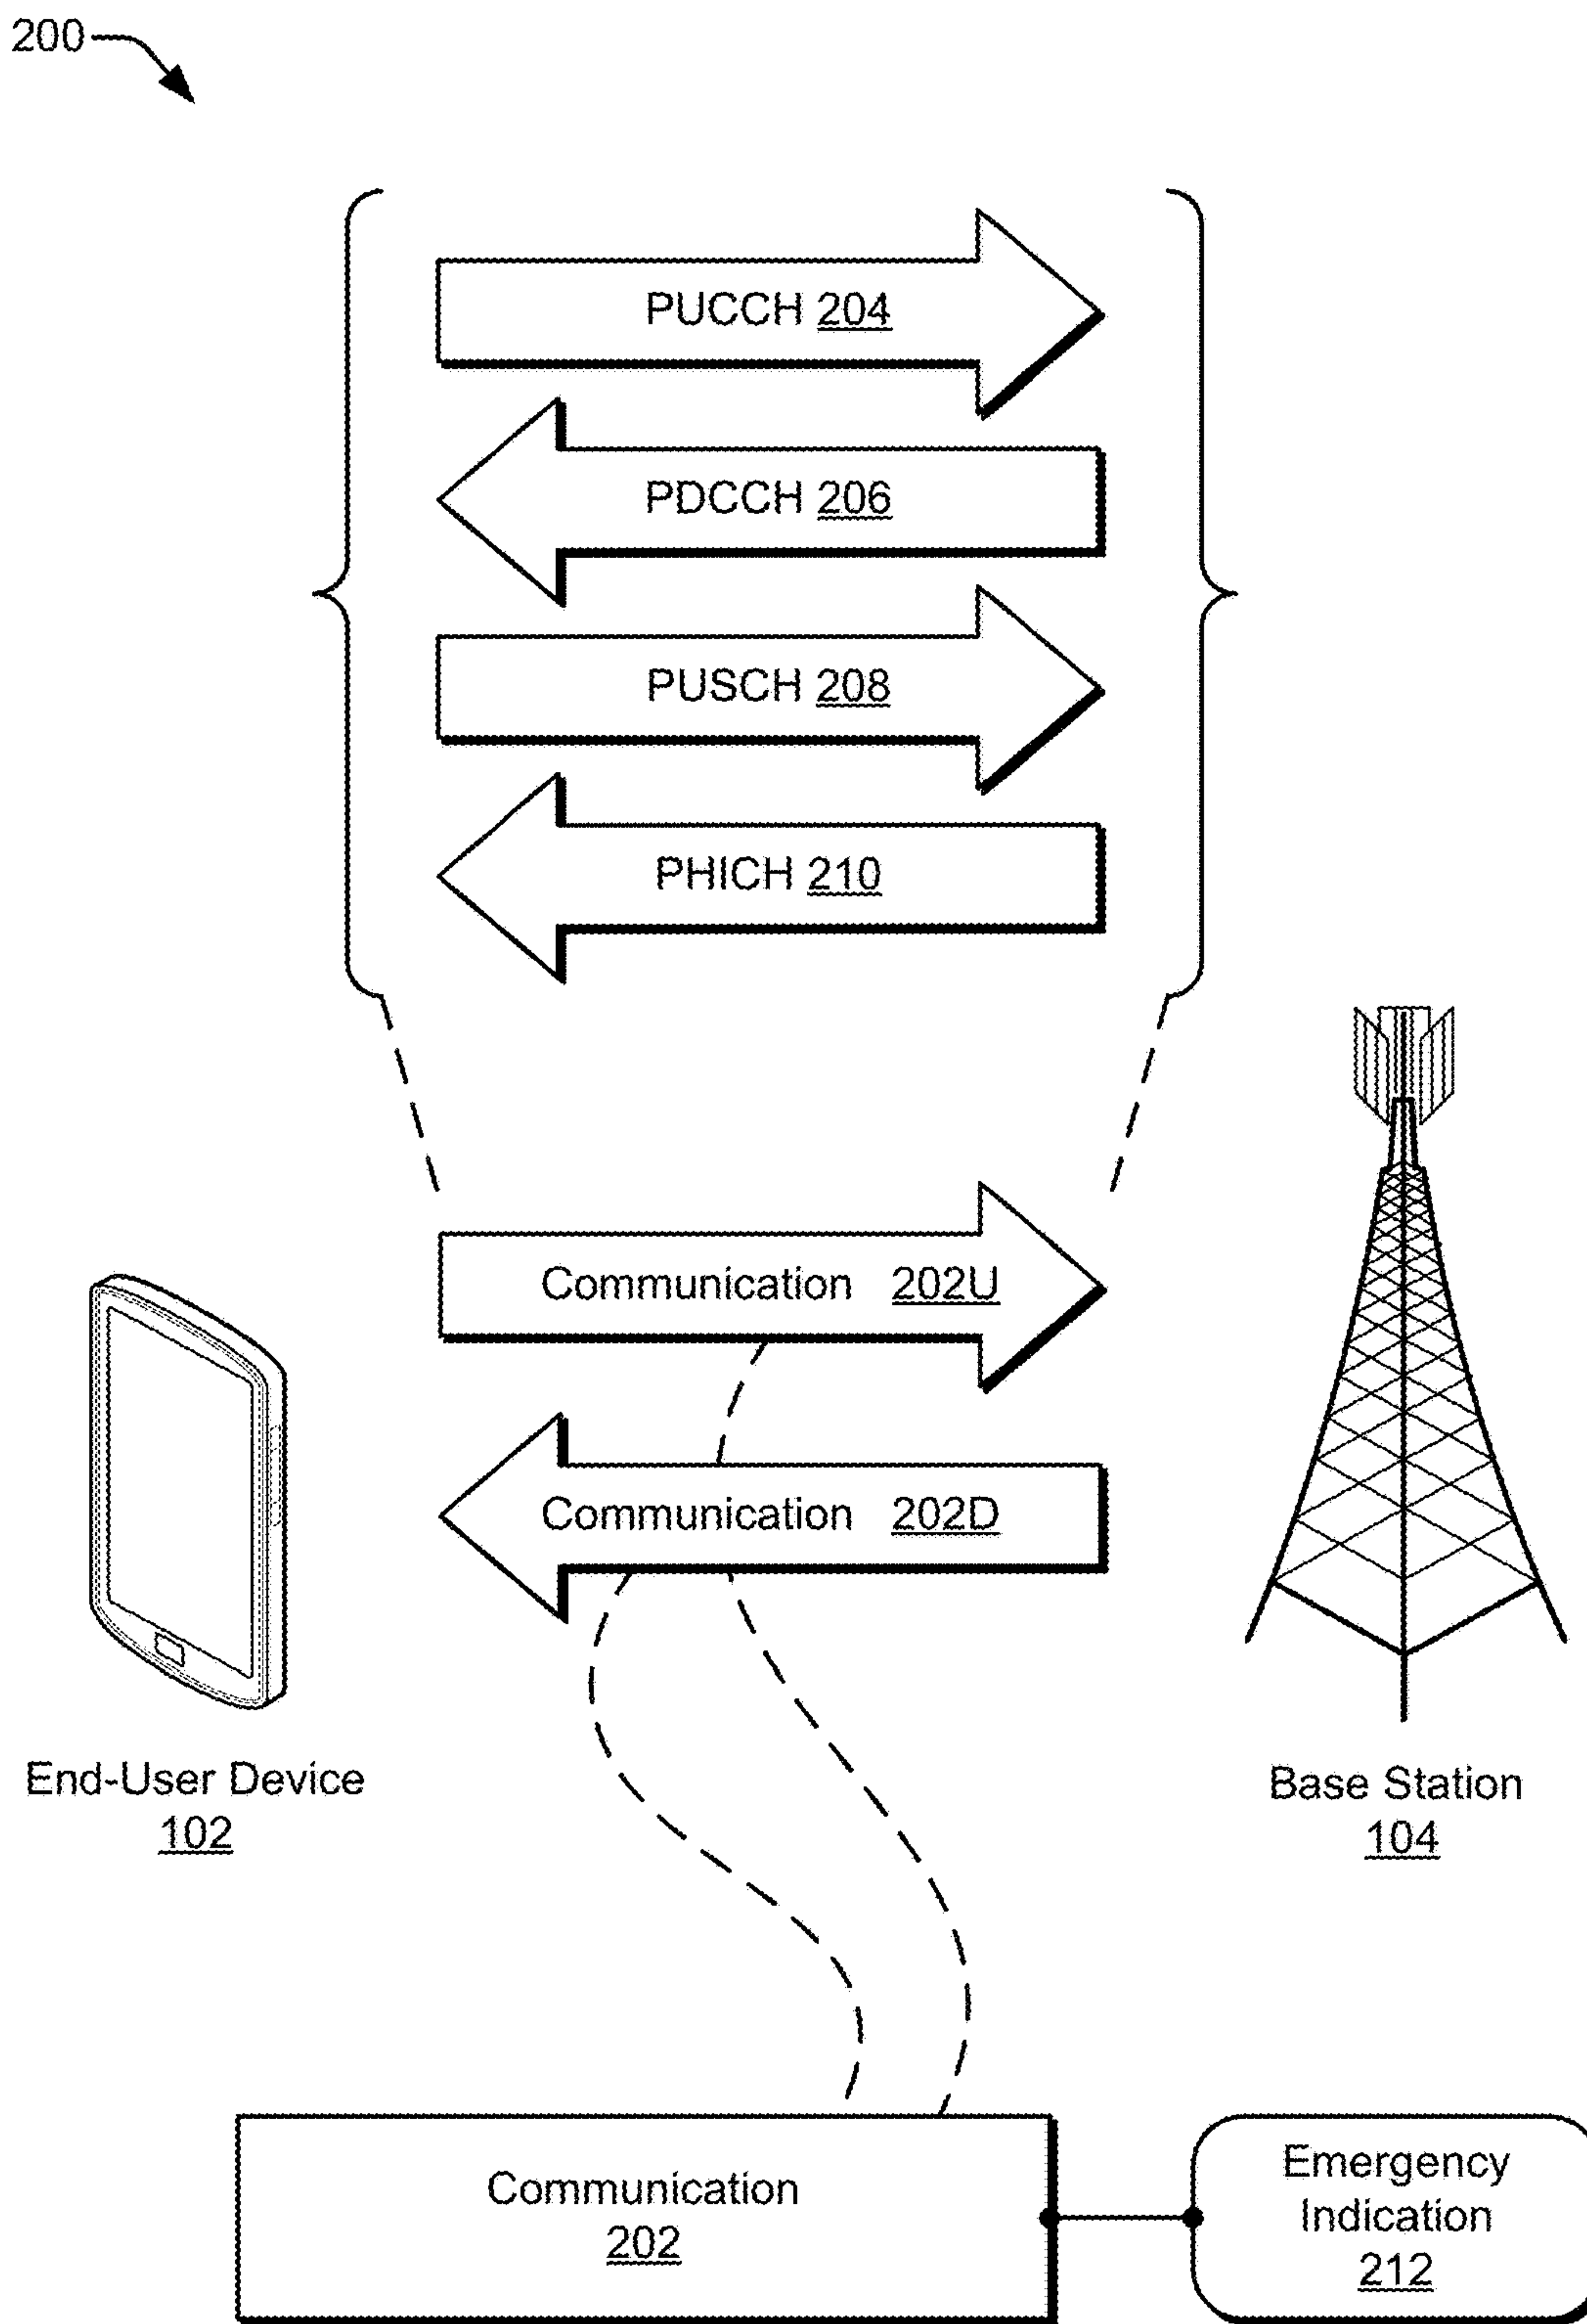 200
PUCCH 204
PDCCH 206
PUSCH 208
PHICH 210
Communication 202U
Communication 202D
End-User Device
102
Base Station
104
Communication
202
Emergency
Indication
212